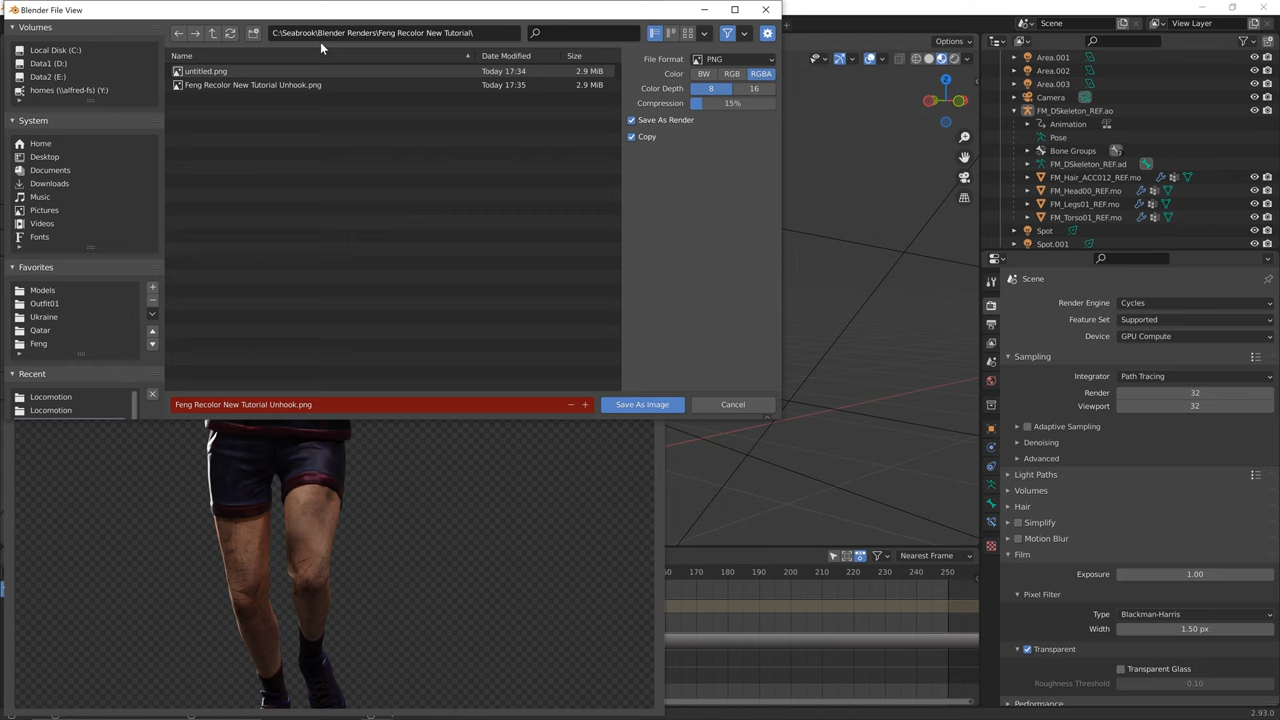 Blender File View
Volumes
Local Disk (C:)
Data1 (D:)
Data2 (E:)
homes (\\alfred-fs) (Y:)
System
Home
Desktop
Documents
Downloads
Music
Pictures
Videos
Fonts
Favorites
Models
Outfit01
Ukraine
Qatar
Feng
Recent
Locomotion
Locomotion
C:\Seabrook\Blender Renders\Feng Recolor New Tutorial\
Name Date Modified Size
untitled.png Today 17:34 2.9 MiB
Feng Recolor New Tutorial Unhook.png Today 17:35 2.9 MiB
File Format PNG
Color BW RGB RGBA
Color Depth 8 16
Compression 15%
Save As Render
Copy
Feng Recolor New Tutorial Unhook.png
Save As Image Cancel
Scene View Layer
Options
Area.001
Area.002
Area.003
Camera
FM_DSkeleton_REF.ao
Animation
Pose
Bone Groups
FM_DSkeleton_REF.ad
FM_Hair_ACC012_REF.mo
FM_Head00_REF.mo
FM_Legs01_REF.mo
FM_Torso01_REF.mo
Spot
Spot.001
Scene
Render Engine Cycles
Feature Set Supported
Device GPU Compute
Sampling
Integrator Path Tracing
Render 32
Viewport 32
Adaptive Sampling
Denoising
Advanced
Light Paths
Volumes
Hair
Simplify
Motion Blur
Film
Exposure 1.00
Pixel Filter
Type Blackman-Harris
Width 1.50 px
Transparent
Transparent Glass
Roughness Threshold 0.10
Performance
Nearest Frame
170 180 190 200 210 220 230 240 250
Z
2.93.0